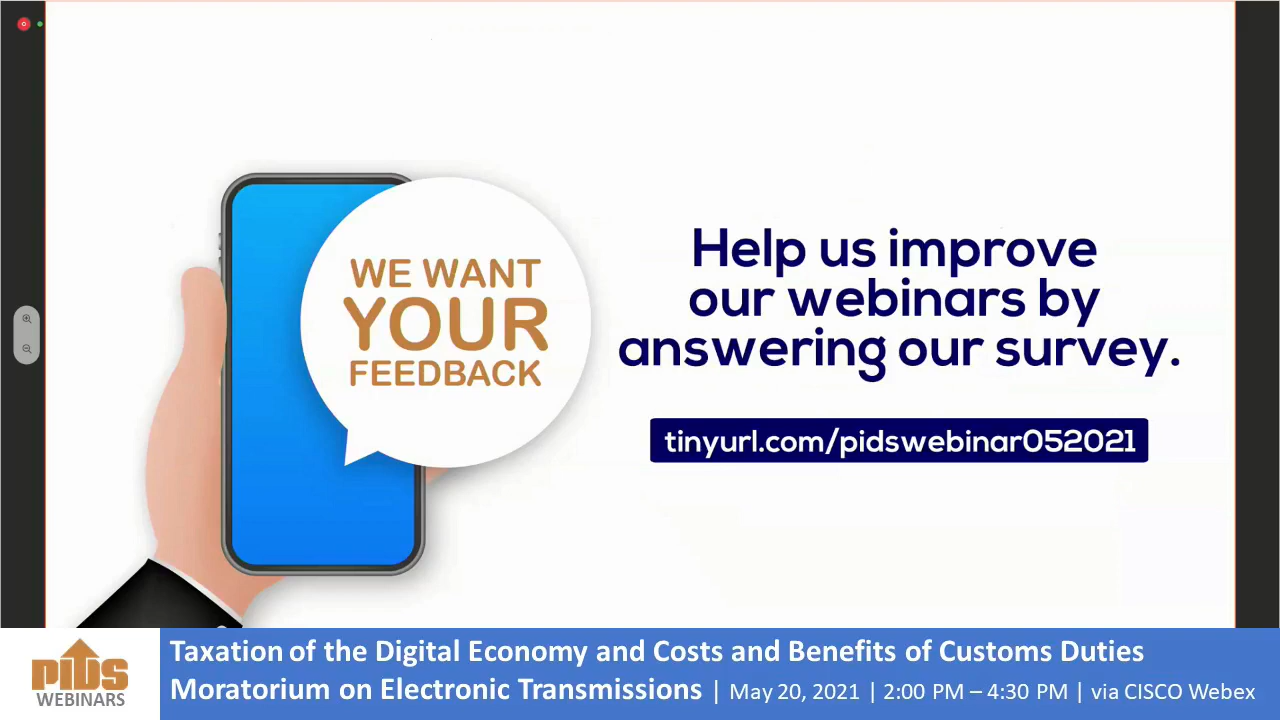 WE WANT
YOUR
FEEDBACK
Help us improve
our webinars by
answering our survey.
tinyurl.com/pidswebinar052021
PIDS
WEBINARS
Taxation of the Digital Economy and Costs and Benefits of Customs Duties
Moratorium on Electronic Transmissions | May 20, 2021 | 2:00 PM – 4:30 PM | via CISCO Webex